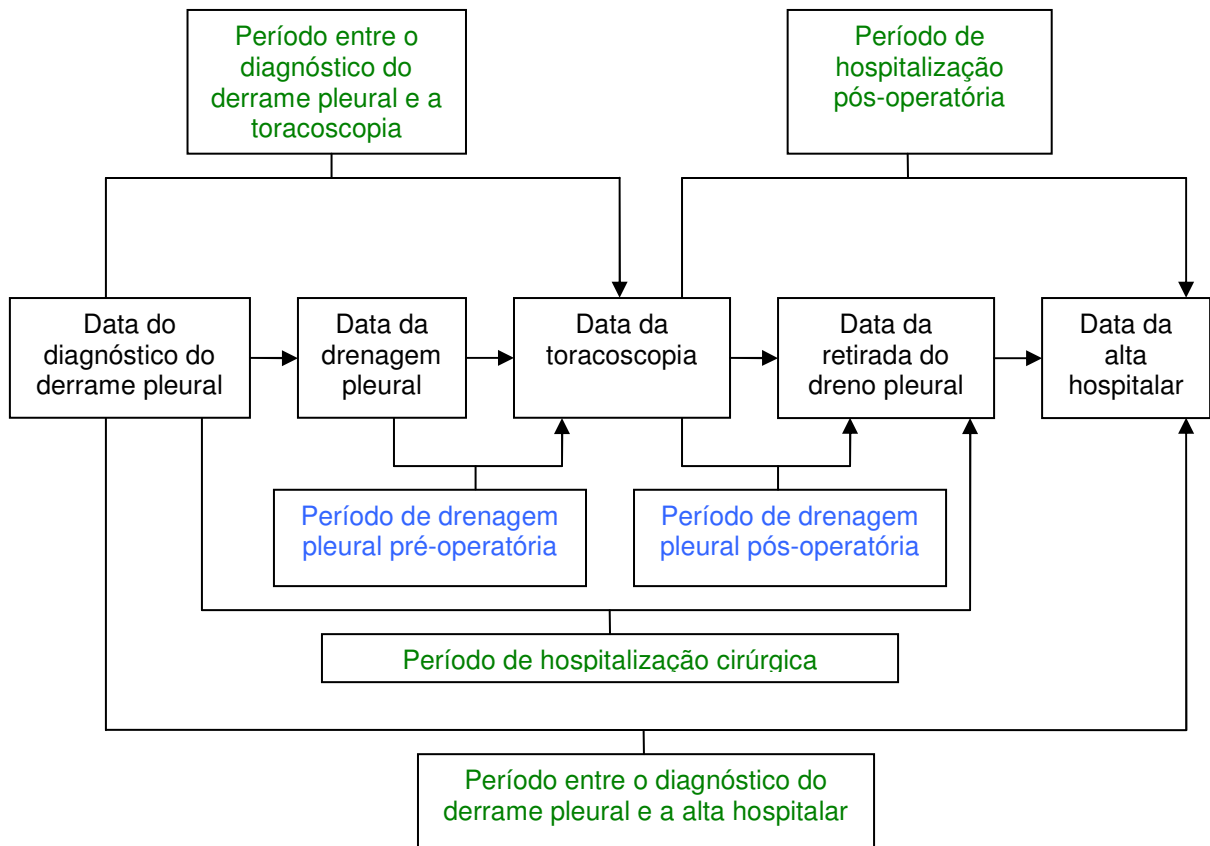 Período entre o
diagnóstico do
derrame pleural e a
toracoscopia
Período de
hospitalização
pós-operatória
Data do
diagnóstico do
derrame pleural
Data da
drenagem
pleural
Data da
toracoscopia
Data da
retirada do
dreno pleural
Data da
alta
hospitalar
Período de drenagem
pleural pré-operatória
Período de drenagem
pleural pós-operatória
Período de hospitalização cirúrgica
Período entre o diagnóstico do
derrame pleural e a alta hospitalar